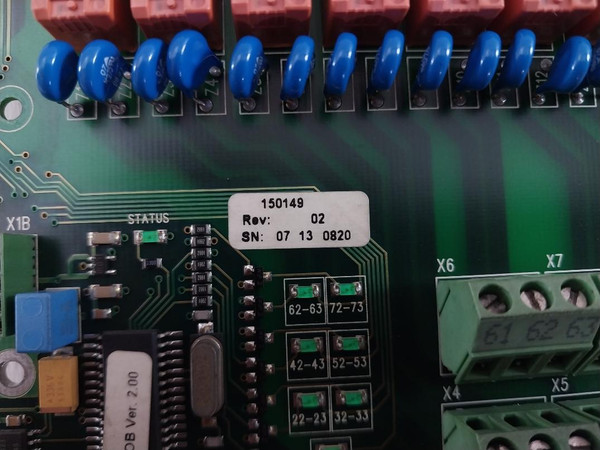 X1B
STATUS
150149
Rev: 02
SN: 07 13 0820
X6
X7
61 62 63
62-63 72-73
42-43 52-53
22-23 32-33
X4
X5
OB Ver. 2.00